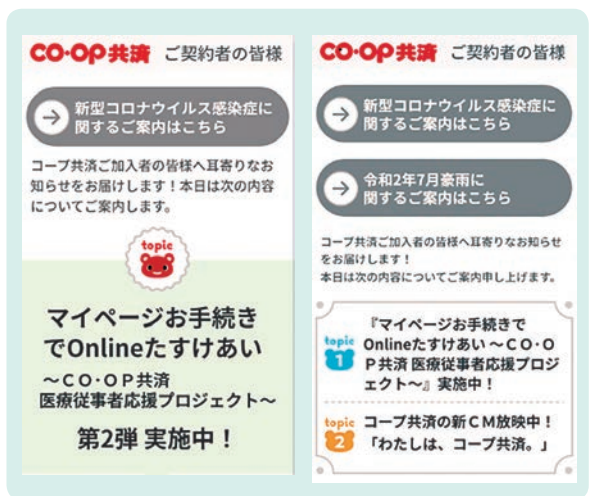 CO·OP共済 ご契約者の皆様
新型コロナウイルス感染症に
関するご案内はこちら
コープ共済ご加入者の皆様へ耳寄りなお
知らせをお届けします！本日は次の内容
についてご案内します。
topic
マイページお手続き
でOnlineたすけあい
～ＣＯ·ＯＰ共済
医療従事者応援プロジェクト～
第2弾 実施中！
CO·OP共済 ご契約者の皆様
新型コロナウイルス感染症に
関するご案内はこちら
令和2年7月豪雨に
関するご案内はこちら
コープ共済ご加入者の皆様へ耳寄りなお知らせ
をお届けします！
本日は次の内容についてご案内申し上げます。
topic
1
『マイページお手続きで
Onlineたすけあい ～ＣＯ·Ｏ
Ｐ共済 医療従事者応援プロジ
ェクト～』実施中！
topic
2
コープ共済の新ＣＭ放映中！
「わたしは、コープ共済。」